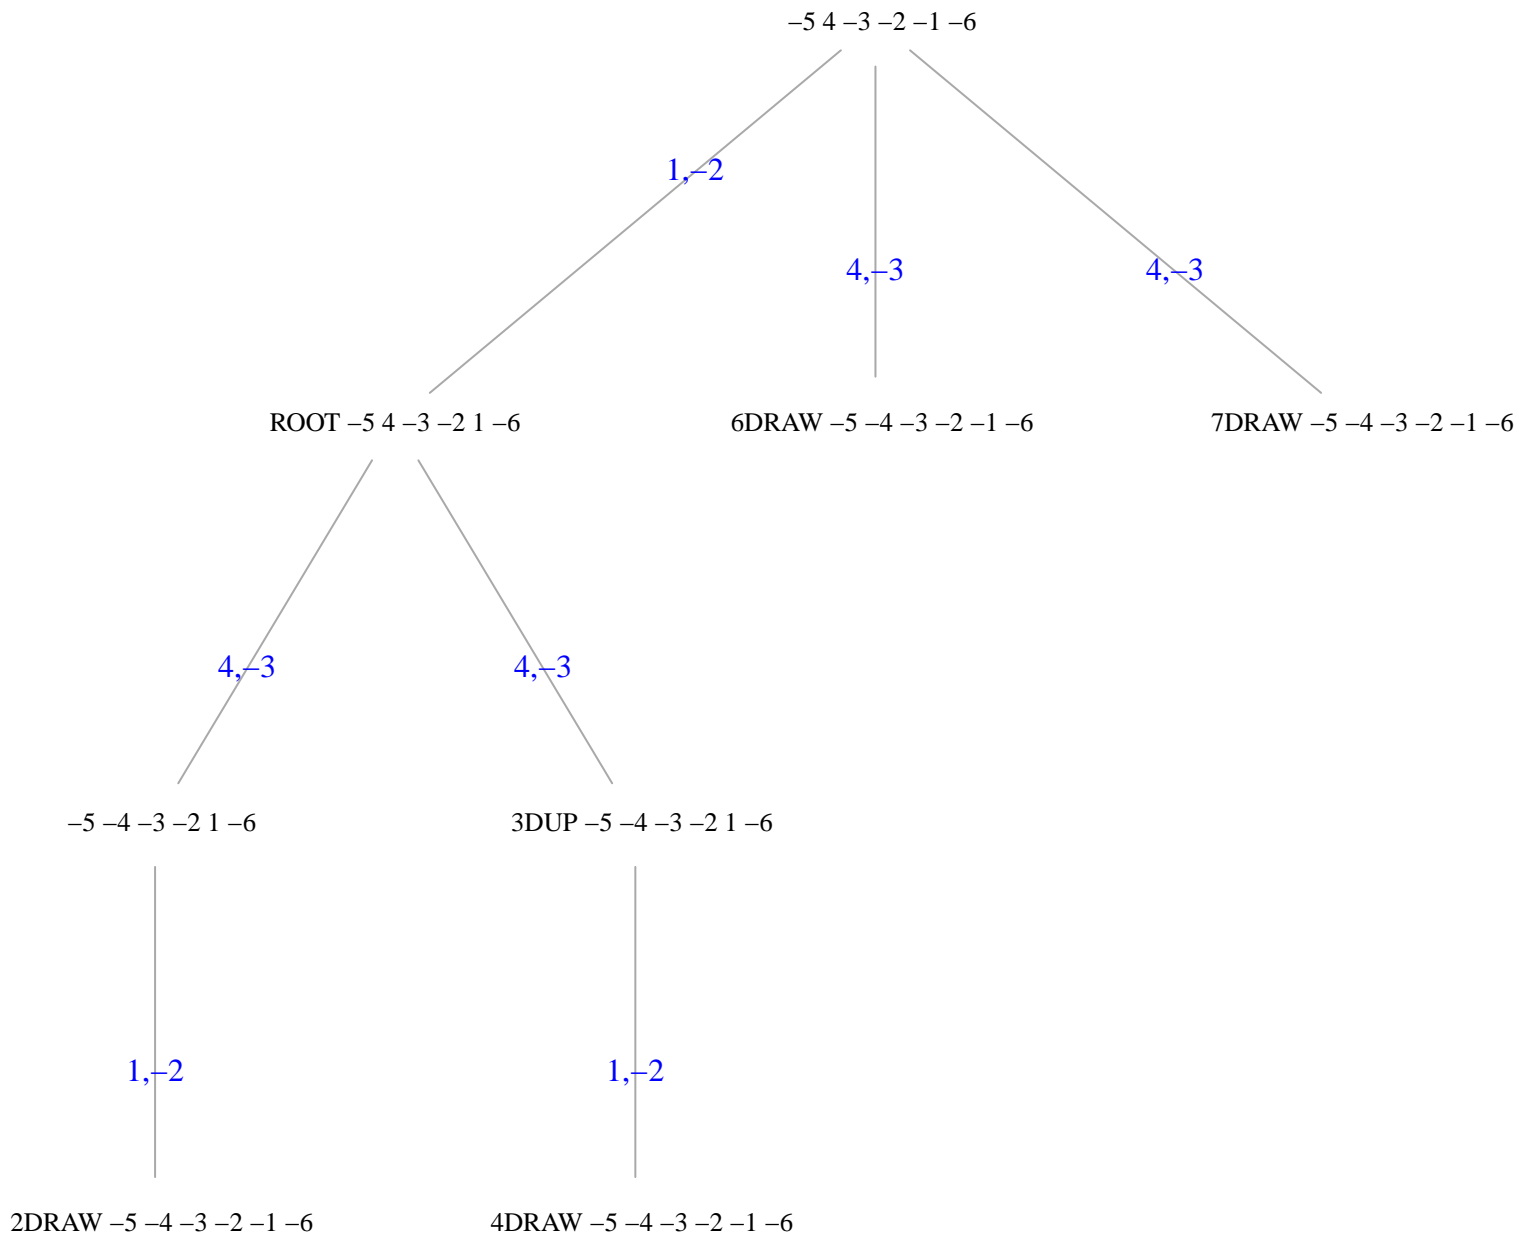 –5 4 –3 –2 –1 –6
1,–2
4,–3
4,–3
ROOT –5 4 –3 –2 1 –6
6DRAW –5 –4 –3 –2 –1 –6
7DRAW –5 –4 –3 –2 –1 –6
4,–3
4,–3
–5 –4 –3 –2 1 –6
3DUP –5 –4 –3 –2 1 –6
1,–2
1,–2
2DRAW –5 –4 –3 –2 –1 –6
4DRAW –5 –4 –3 –2 –1 –6